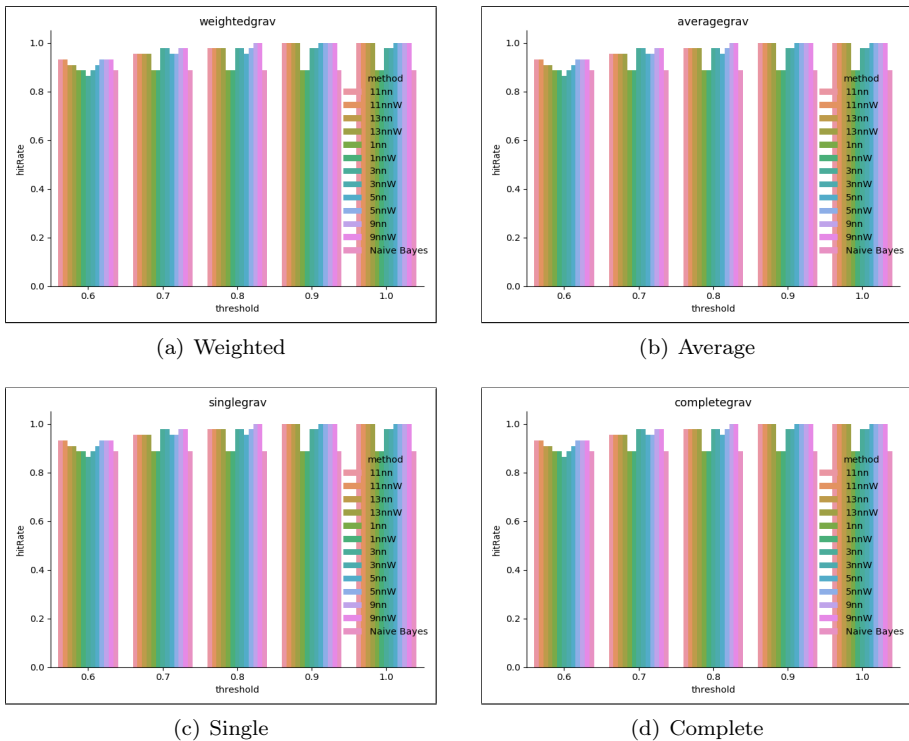 weightedgrav
1.0
0.8
0.6
0.4
0.2
0.0
hitRate
method
11nn
11nnW
13nn
13nnW
1nn
1nnW
3nn
3nnW
5nn
5nnW
9nn
9nnW
Naive Bayes
0.6 0.7 0.8 0.9 1.0
threshold
(a) Weighted
averagegrav
1.0
0.8
0.6
0.4
0.2
0.0
hitRate
method
11nn
11nnW
13nn
13nnW
1nn
1nnW
3nn
3nnW
5nn
5nnW
9nn
9nnW
Naive Bayes
0.6 0.7 0.8 0.9 1.0
threshold
(b) Average
singlegrav
1.0
0.8
0.6
0.4
0.2
0.0
hitRate
method
11nn
11nnW
13nn
13nnW
1nn
1nnW
3nn
3nnW
5nn
5nnW
9nn
9nnW
Naive Bayes
0.6 0.7 0.8 0.9 1.0
threshold
(c) Single
completegrav
1.0
0.8
0.6
0.4
0.2
0.0
hitRate
method
11nn
11nnW
13nn
13nnW
1nn
1nnW
3nn
3nnW
5nn
5nnW
9nn
9nnW
Naive Bayes
0.6 0.7 0.8 0.9 1.0
threshold
(d) Complete